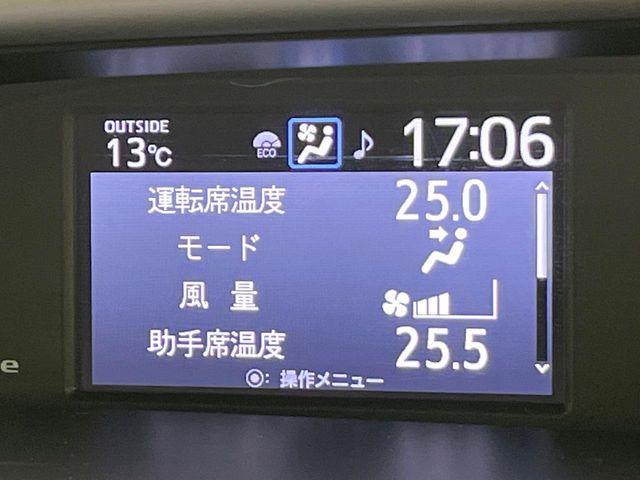 OUTSIDE
13℃
ECO
17:06
運転席温度 25.0
モード
風量
助手席温度 25.5
◉: 操作メニュー
e